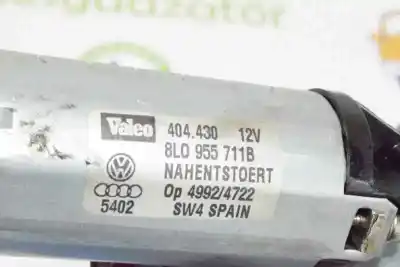 Valeo 404.430 12V
8L0 955 711B
NAHENTSTOERT
Op 4992/4722
5402 SW4 SPAIN